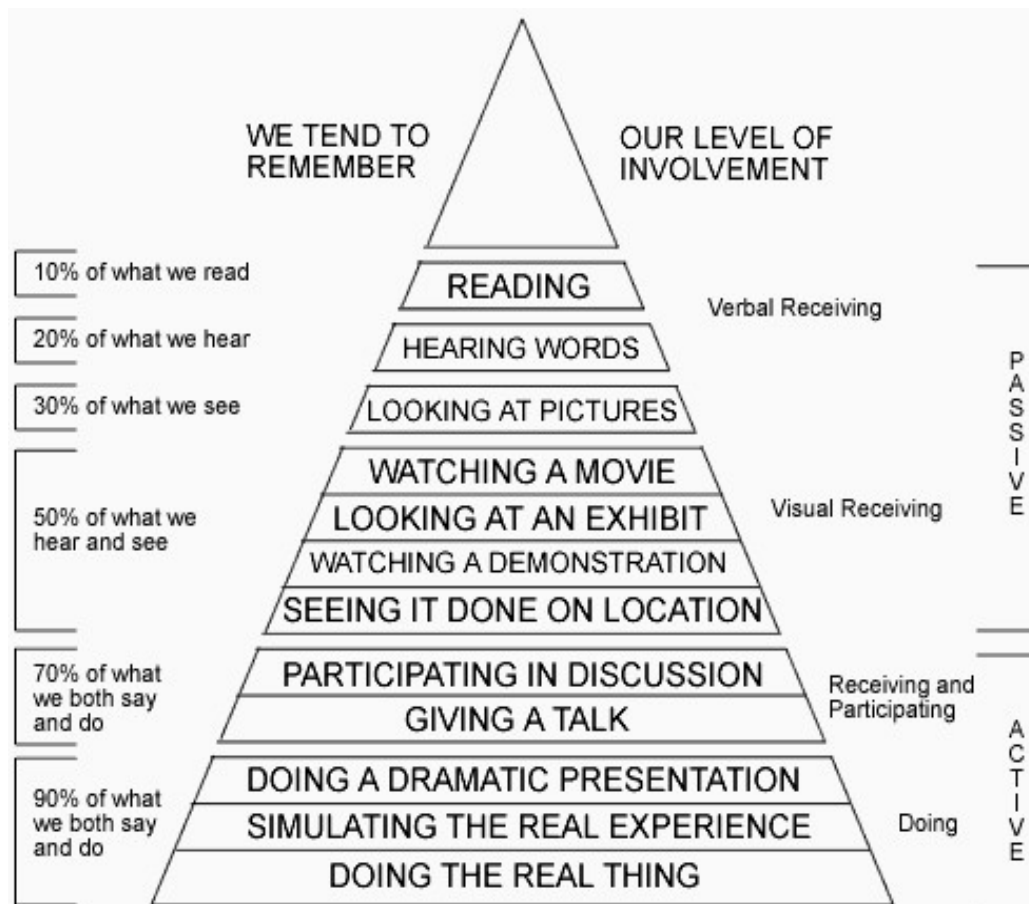 WE TEND TO
REMEMBER
OUR LEVEL OF
INVOLVEMENT
10% of what we read
READING
Verbal Receiving
20% of what we hear
HEARING WORDS
30% of what we see
LOOKING AT PICTURES
50% of what we
hear and see
WATCHING A MOVIE
LOOKING AT AN EXHIBIT
WATCHING A DEMONSTRATION
SEEING IT DONE ON LOCATION
Visual Receiving
PASSIVE
70% of what
we both say
and do
PARTICIPATING IN DISCUSSION
GIVING A TALK
Receiving and
Participating
90% of what
we both say
and do
DOING A DRAMATIC PRESENTATION
SIMULATING THE REAL EXPERIENCE
DOING THE REAL THING
Doing
ACTIVE